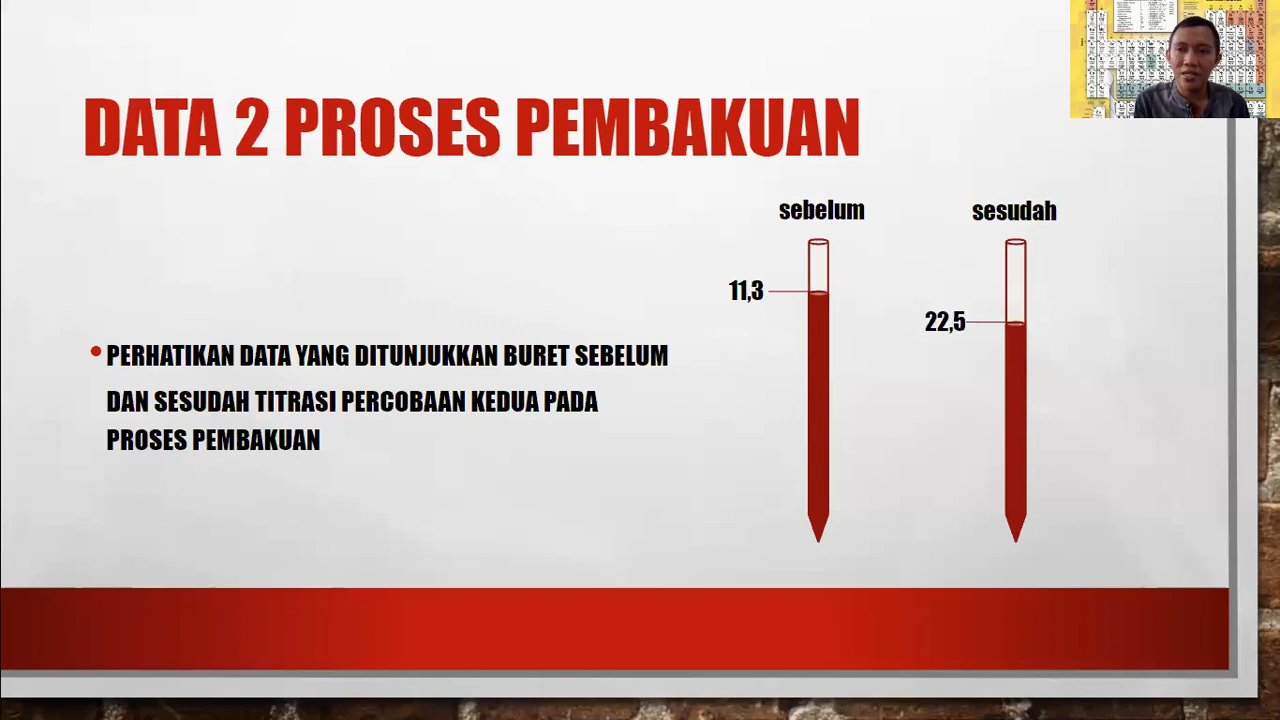 DATA 2 PROSES PEMBAKUAN
sebelum
sesudah
11,3
22,5
• PERHATIKAN DATA YANG DITUNJUKKAN BURET SEBELUM
DAN SESUDAH TITRASI PERCOBAAN KEDUA PADA
PROSES PEMBAKUAN